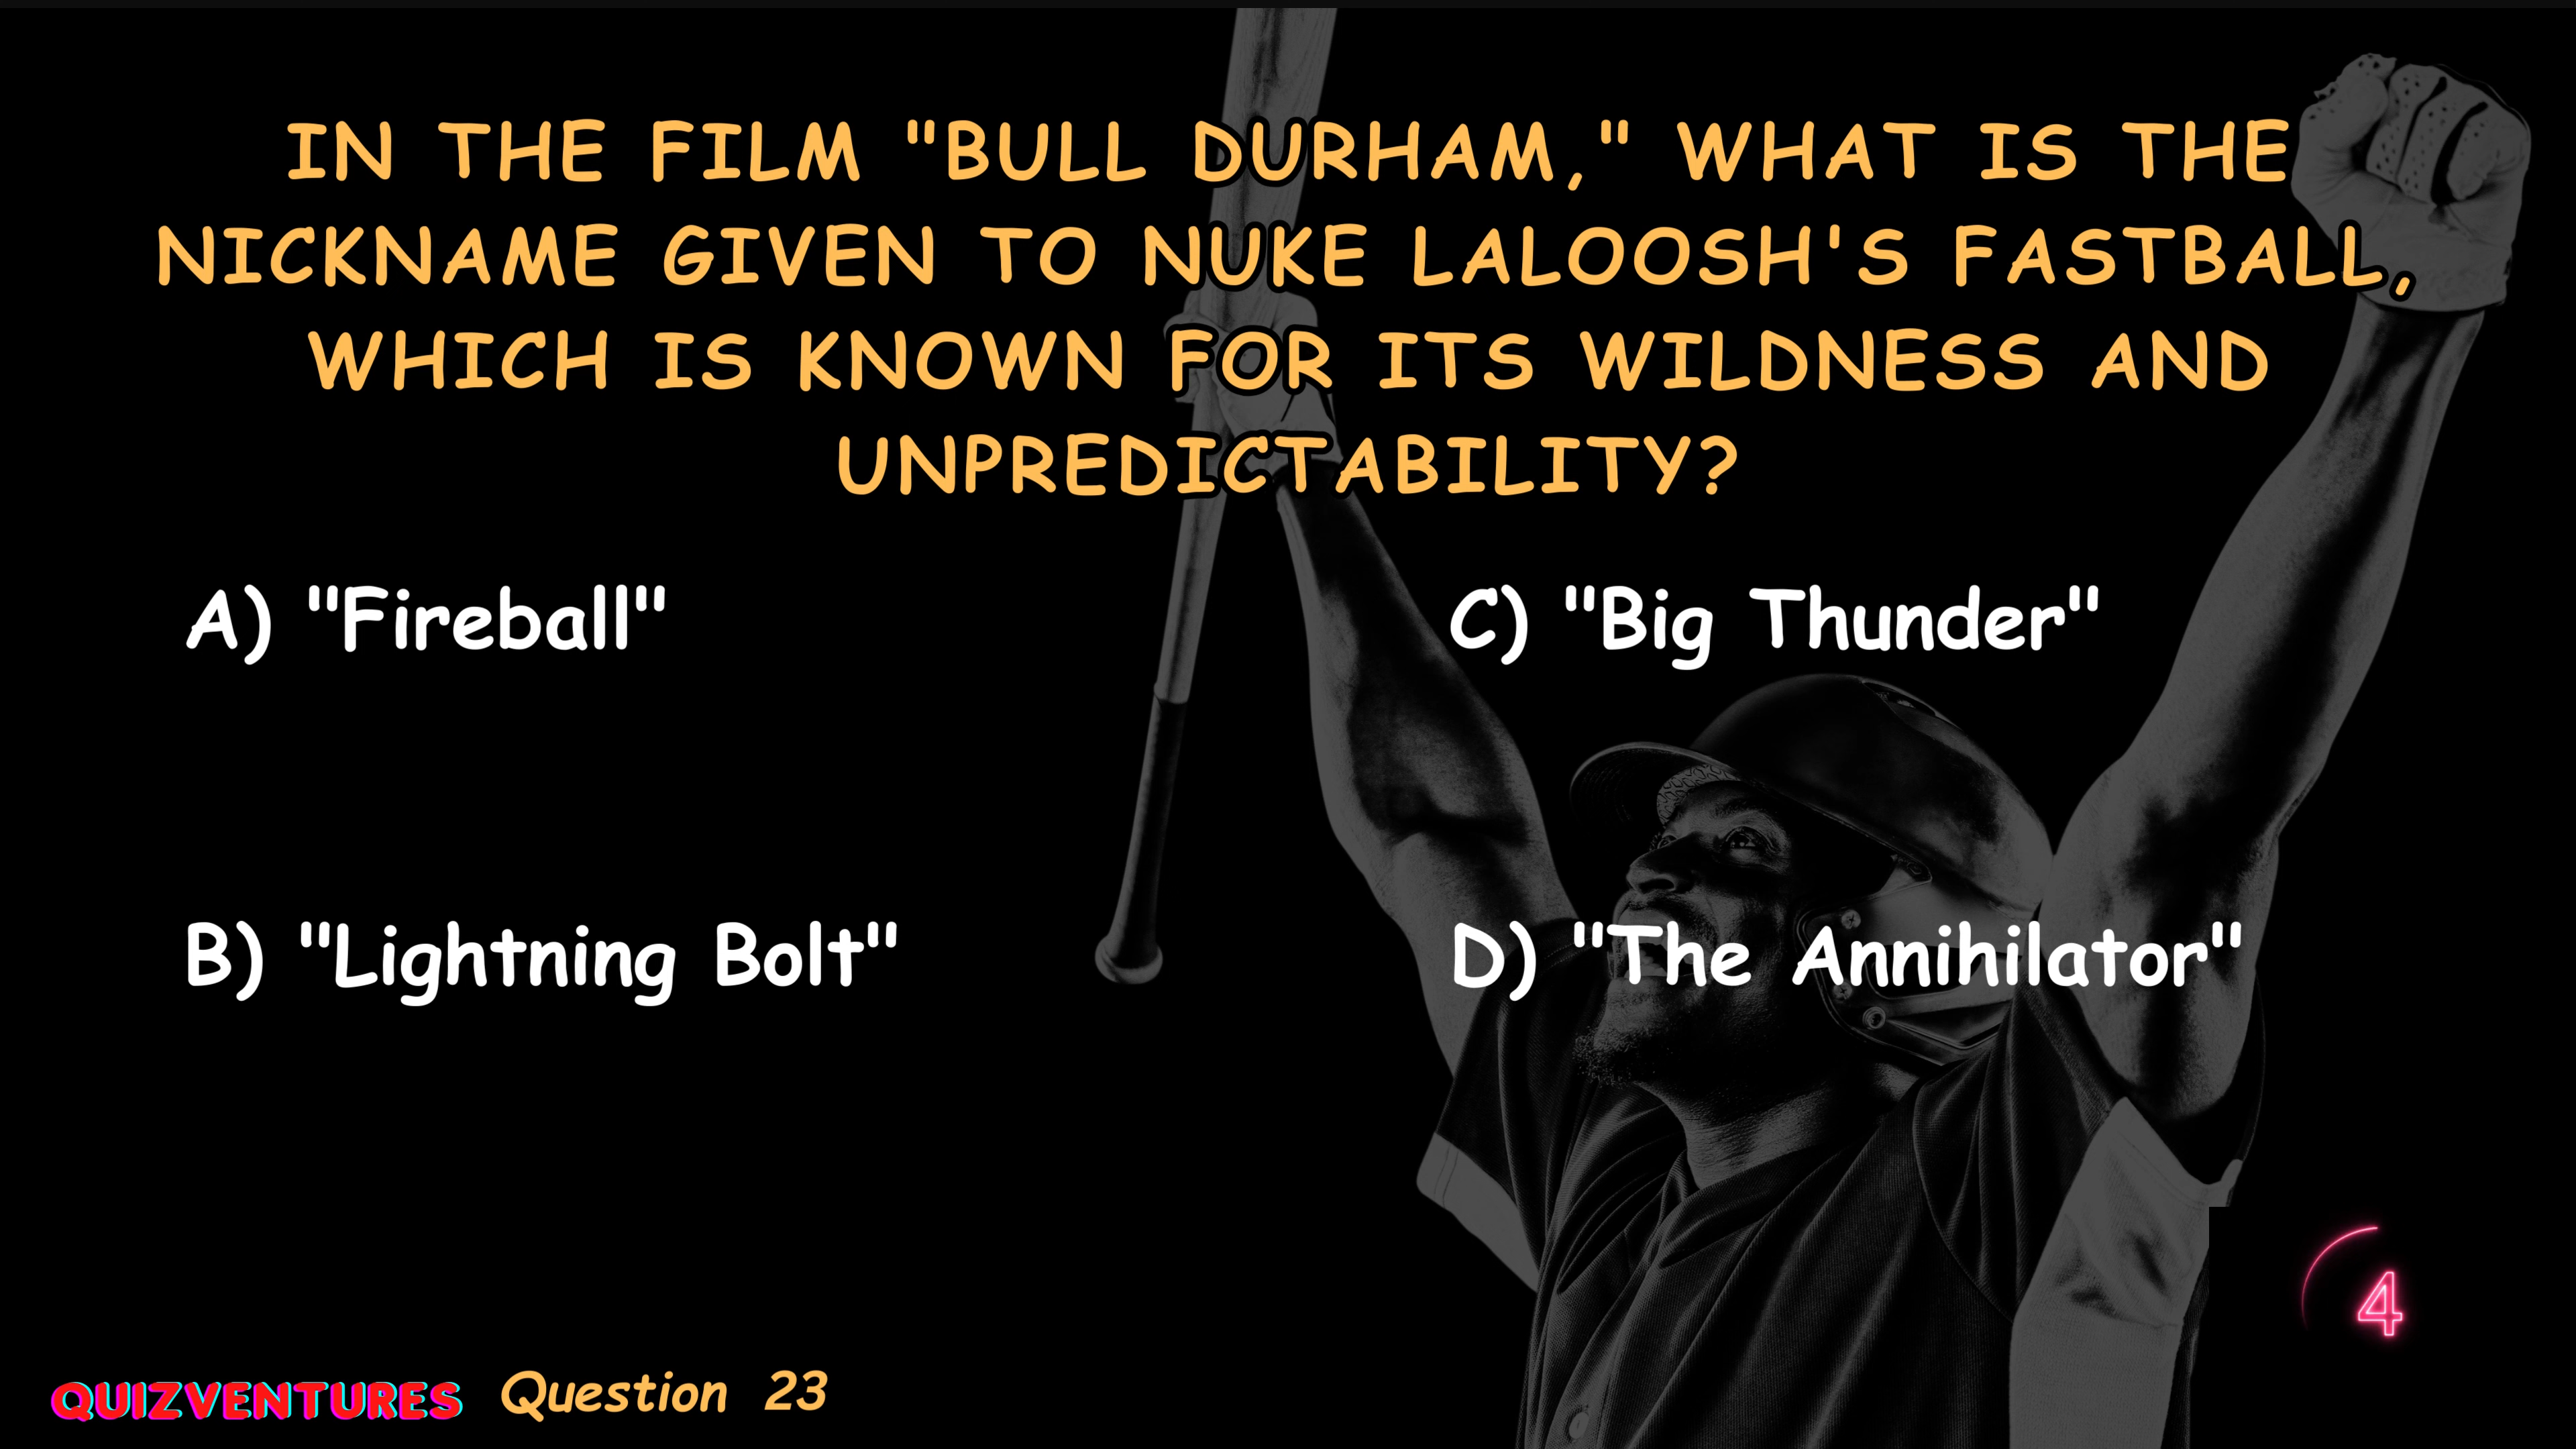 IN THE FILM "BULL DURHAM," WHAT IS THE
NICKNAME GIVEN TO NUKE LALOOSH'S FASTBALL,
WHICH IS KNOWN FOR ITS WILDNESS AND
UNPREDICTABILITY?
A) "Fireball"
B) "Lightning Bolt"
C) "Big Thunder"
D) "The Annihilator"
4
QUIZVENTURES Question 23